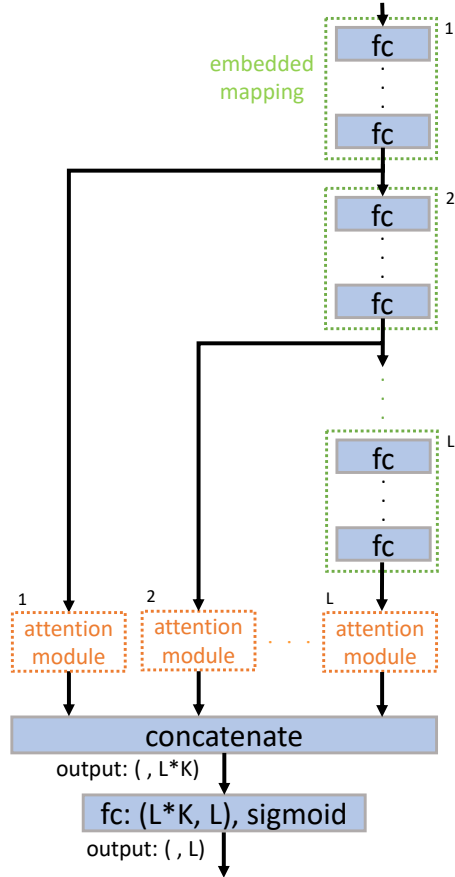 1
fc
embedded
mapping
fc
2
fc
fc
L
fc
fc
1
2
L
attention
module
attention
module
attention
module
concatenate
output: ( , L*K)
fc: (L*K, L), sigmoid
output: ( , L)